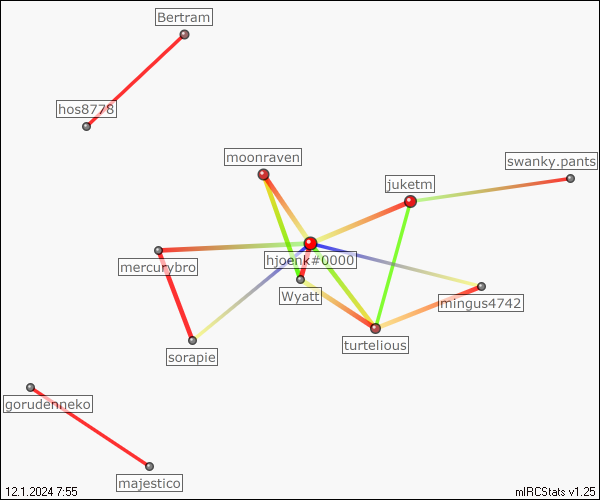 Bertram
hos8778
moonraven
swanky.pants
juketm
hjoenk#0000
mercurybro
Wyatt
mingus4742
turtelious
sorapie
gorudenneko
majestico
12.1.2024 7:55
mIRCStats v1.25